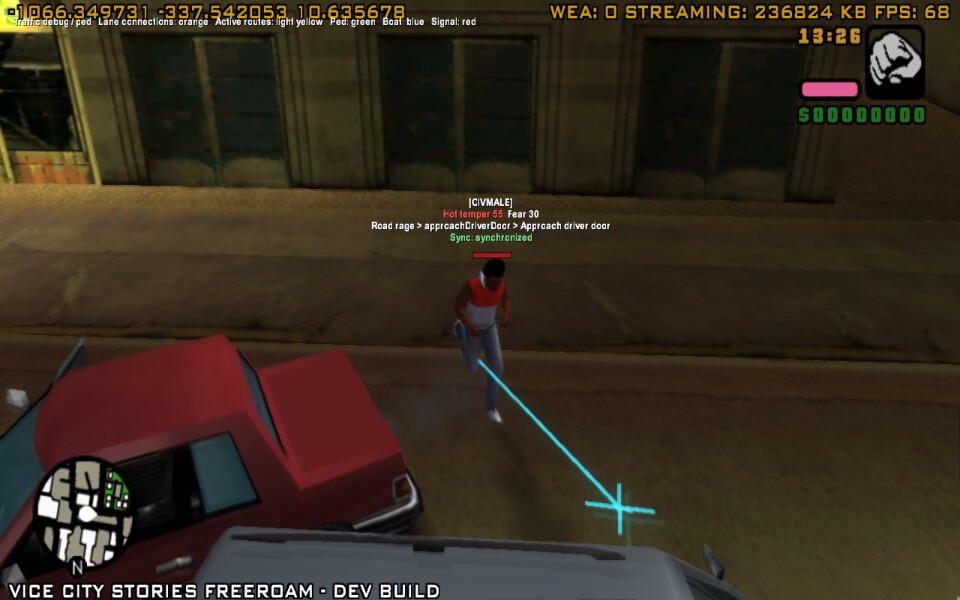 -1066.349731 -337.542053 10.635678
WEA: 0 STREAMING: 236824 KB FPS: 68
Traffic debug / ped Lane connections: orange Active routes: light yellow Ped: green Boat: blue Signal: red
13:26
$00000000
[CIVMALE]
Hot temper 55 Fear 30
Road rage > approachDriverDoor > Approach driver door
Sync: synchronized
N
VICE CITY STORIES FREEROAM - DEV BUILD